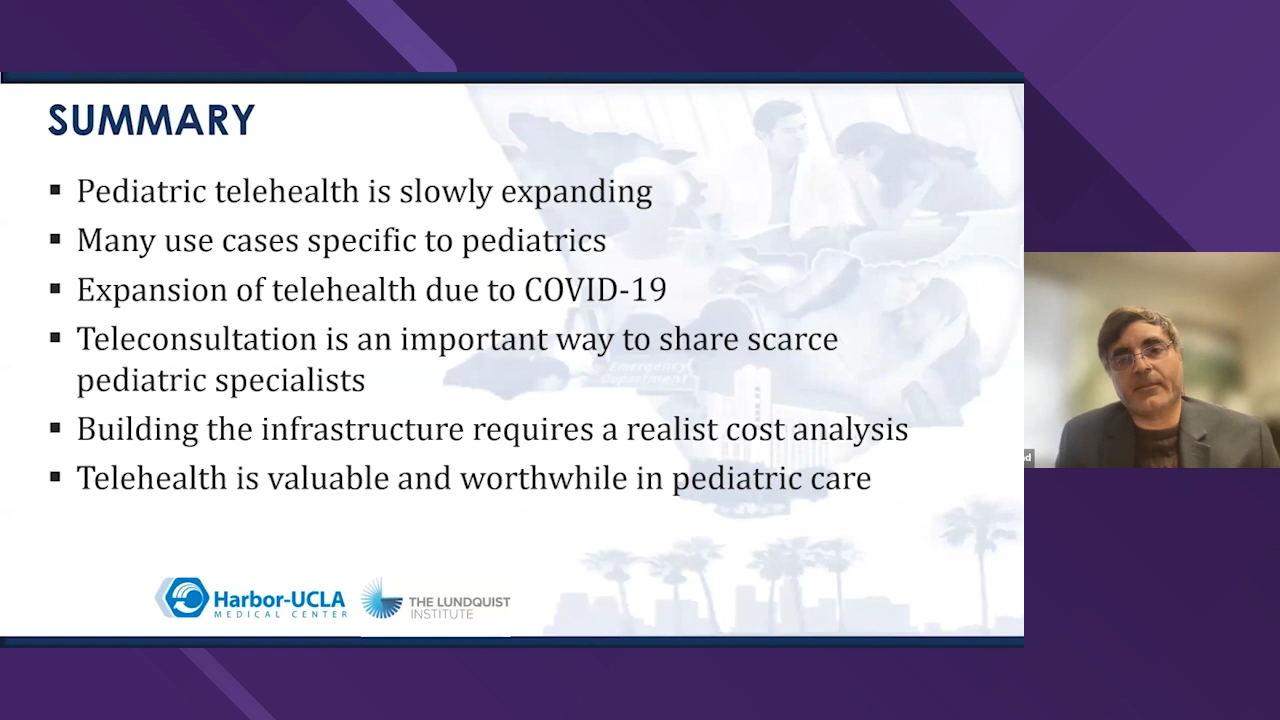 SUMMARY
▪ Pediatric telehealth is slowly expanding
▪ Many use cases specific to pediatrics
▪ Expansion of telehealth due to COVID-19
▪ Teleconsultation is an important way to share scarce
pediatric specialists
▪ Building the infrastructure requires a realist cost analysis
▪ Telehealth is valuable and worthwhile in pediatric care
Emergency
Department
Harbor-UCLA
MEDICAL CENTER
THE LUNDQUIST
INSTITUTE